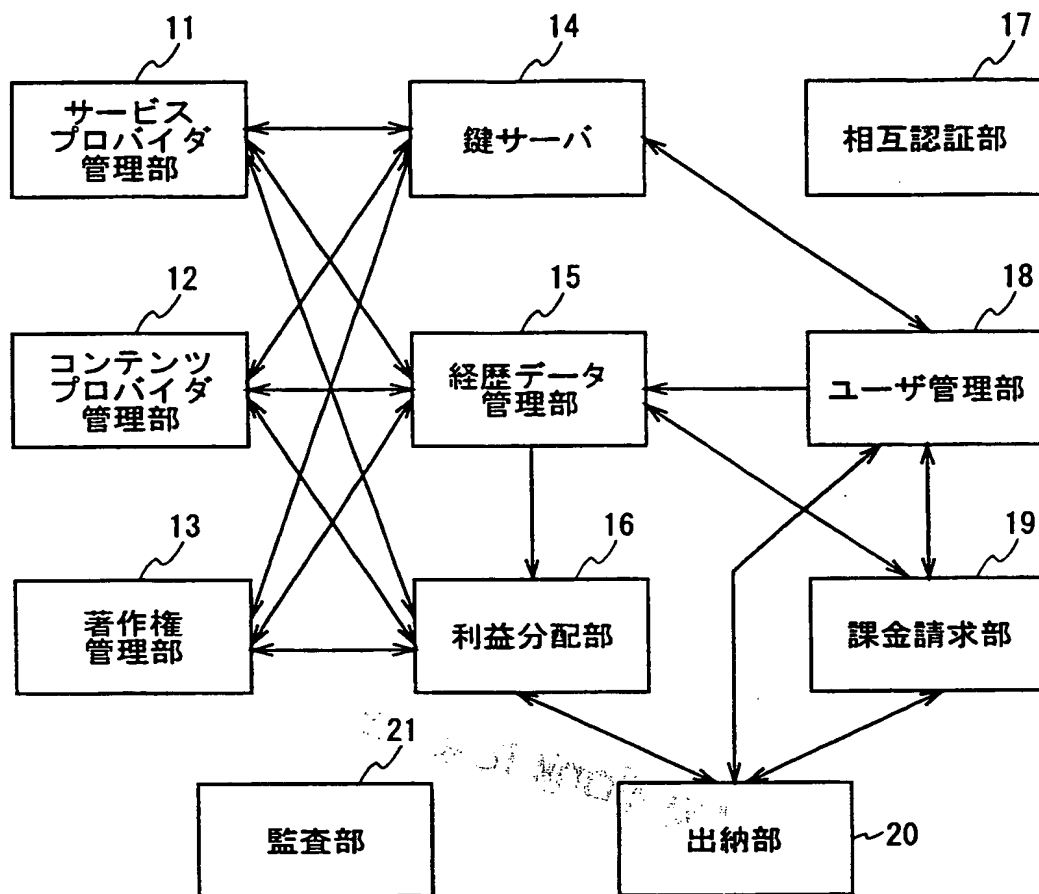 11
サービス
プロバイダ
管理部
14
鍵サーバ
17
相互認証部
12
コンテンツ
プロバイダ
管理部
15
経歴データ
管理部
18
ユーザ管理部
13
著作権
管理部
16
利益分配部
19
課金請求部
21
監査部
出納部
20